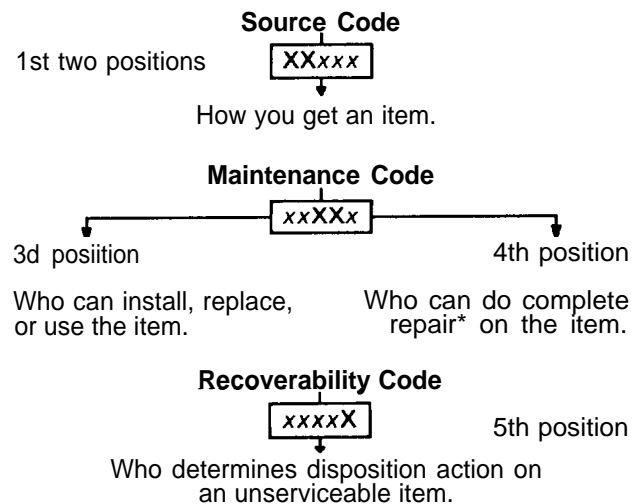 Source Code
1st two positions
XXxxx
How you get an item.
Maintenance Code
xxXXx
3d posiition
4th position
Who can install, replace,
or use the item.
Who can do complete
repair* on the item.
Recoverability Code
xxxxX
5th position
Who determines disposition action on
an unserviceable item.